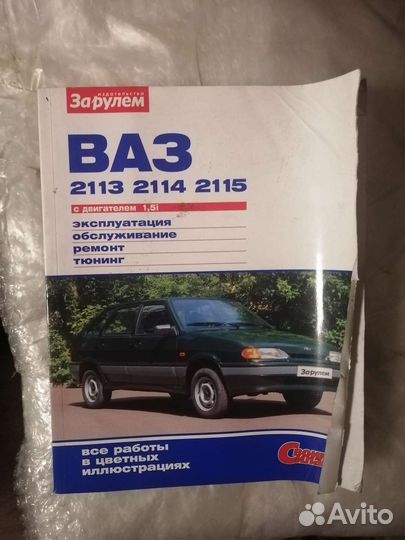 издательство
За рулем
ВАЗ
2113 2114 2115
с двигателем 1,5i
эксплуатация
обслуживание
ремонт
тюнинг
За рулем
все работы
в цветных
иллюстрациях
Avito